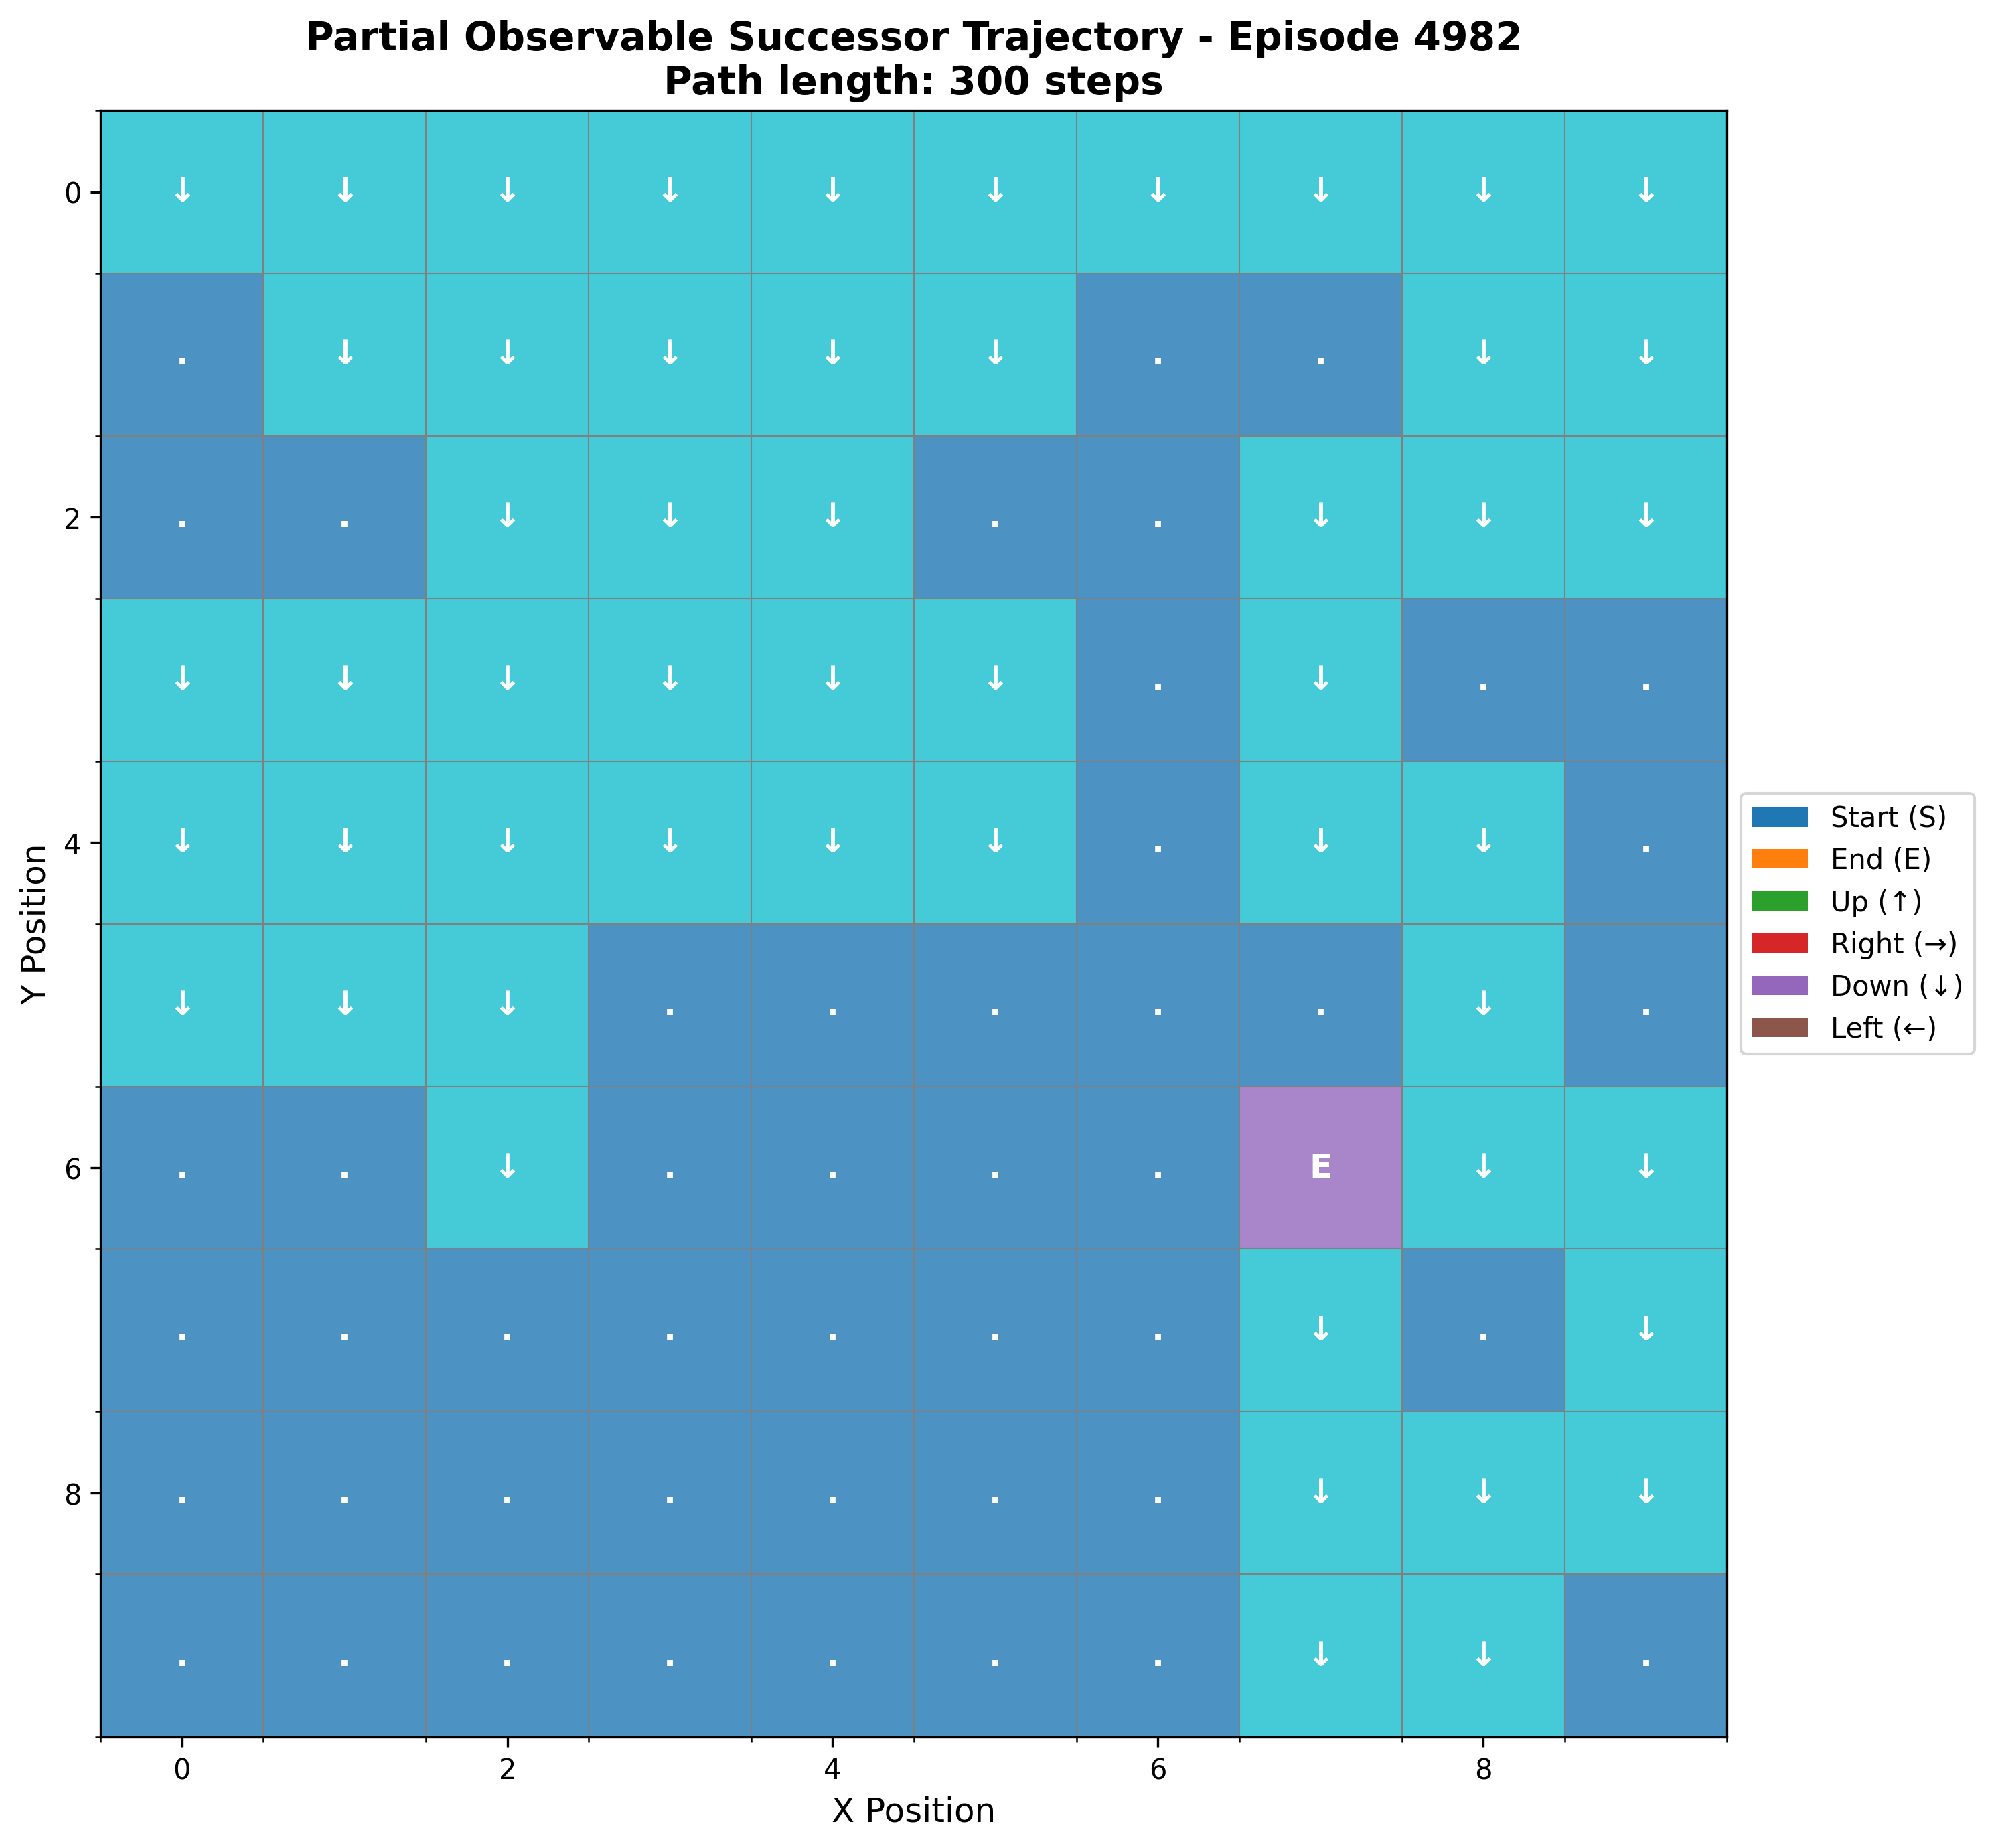 Partial Observable Successor Trajectory - Episode 4982
Path length: 300 steps
0 ↓ ↓ ↓ ↓ ↓ ↓ ↓ ↓ ↓ ↓
. ↓ ↓ ↓ ↓ ↓ . . ↓ ↓
2 . . ↓ ↓ ↓ . . ↓ ↓ ↓
↓ ↓ ↓ ↓ ↓ ↓ . ↓ . .
4 ↓ ↓ ↓ ↓ ↓ ↓ . ↓ ↓ .
↓ ↓ ↓ . . . . . ↓ .
6 . . ↓ . . . . E ↓ ↓
. . . . . . . ↓ . ↓
8 . . . . . . . ↓ ↓ ↓
. . . . . . . ↓ ↓ .
0 2 4 6 8
X Position
Y Position
Start (S)
End (E)
Up (↑)
Right (→)
Down (↓)
Left (←)